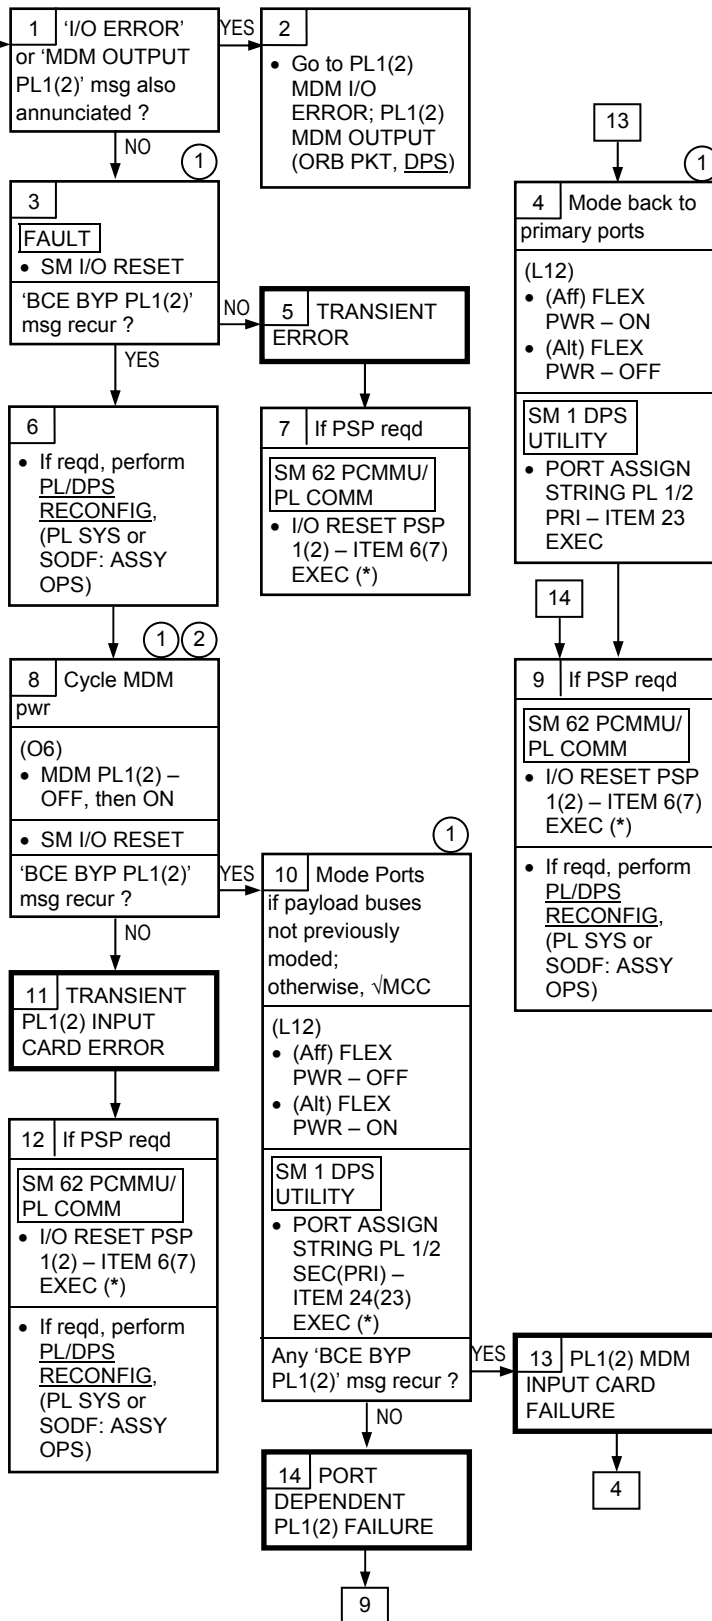 1 'I/O ERROR'
or 'MDM OUTPUT
PL1(2)' msg also
annunciated ?
YES
NO
2
• Go to PL1(2)
MDM I/O
ERROR; PL1(2)
MDM OUTPUT
(ORB PKT, DPS)
1
3
FAULT
• SM I/O RESET
'BCE BYP PL1(2)'
msg recur ?
NO
YES
5 TRANSIENT
ERROR
6
• If reqd, perform
PL/DPS
RECONFIG,
(PL SYS or
SODF: ASSY
OPS)
7 If PSP reqd
SM 62 PCMMU/
PL COMM
• I/O RESET PSP
1(2) – ITEM 6(7)
EXEC (*)
1 2
8 Cycle MDM
pwr
(O6)
• MDM PL1(2) –
OFF, then ON
• SM I/O RESET
'BCE BYP PL1(2)'
msg recur ?
YES
NO
11 TRANSIENT
PL1(2) INPUT
CARD ERROR
12 If PSP reqd
SM 62 PCMMU/
PL COMM
• I/O RESET PSP
1(2) – ITEM 6(7)
EXEC (*)
• If reqd, perform
PL/DPS
RECONFIG,
(PL SYS or
SODF: ASSY
OPS)
1
10 Mode Ports
if payload buses
not previously
moded;
otherwise, √MCC
(L12)
• (Aff) FLEX
PWR – OFF
• (Alt) FLEX
PWR – ON
SM 1 DPS
UTILITY
• PORT ASSIGN
STRING PL 1/2
SEC(PRI) –
ITEM 24(23)
EXEC (*)
Any 'BCE BYP
PL1(2)' msg recur ?
YES
NO
14 PORT
DEPENDENT
PL1(2) FAILURE
9
13 PL1(2) MDM
INPUT CARD
FAILURE
4
13
1
4 Mode back to
primary ports
(L12)
• (Aff) FLEX
PWR – ON
• (Alt) FLEX
PWR – OFF
SM 1 DPS
UTILITY
• PORT ASSIGN
STRING PL 1/2
PRI – ITEM 23
EXEC
14
9 If PSP reqd
SM 62 PCMMU/
PL COMM
• I/O RESET PSP
1(2) – ITEM 6(7)
EXEC (*)
• If reqd, perform
PL/DPS
RECONFIG,
(PL SYS or
SODF: ASSY
OPS)